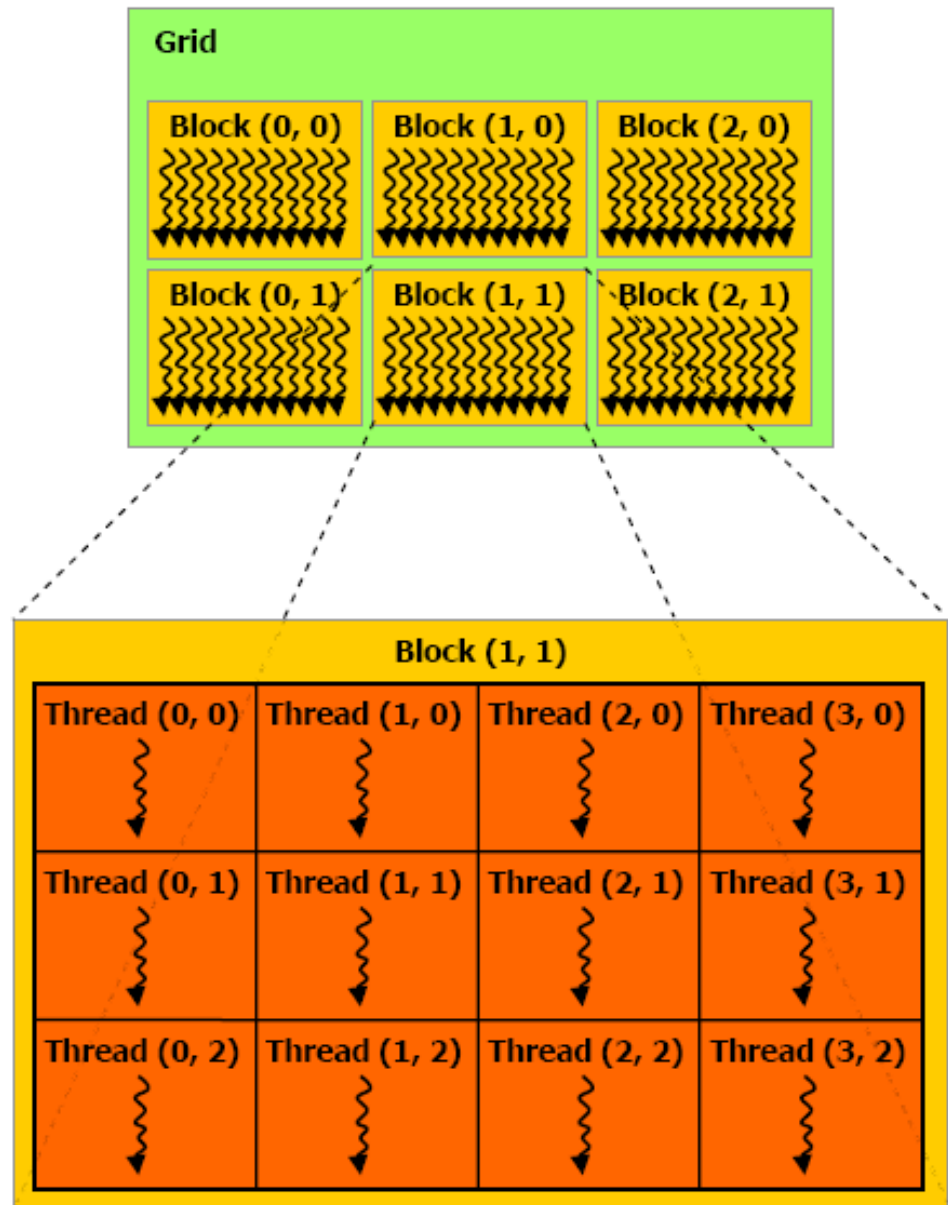 Grid
Block (0, 0) Block (1, 0) Block (2, 0)
Block (0, 1) Block (1, 1) Block (2, 1)
Block (1, 1)
Thread (0, 0) Thread (1, 0) Thread (2, 0) Thread (3, 0)
Thread (0, 1) Thread (1, 1) Thread (2, 1) Thread (3, 1)
Thread (0, 2) Thread (1, 2) Thread (2, 2) Thread (3, 2)